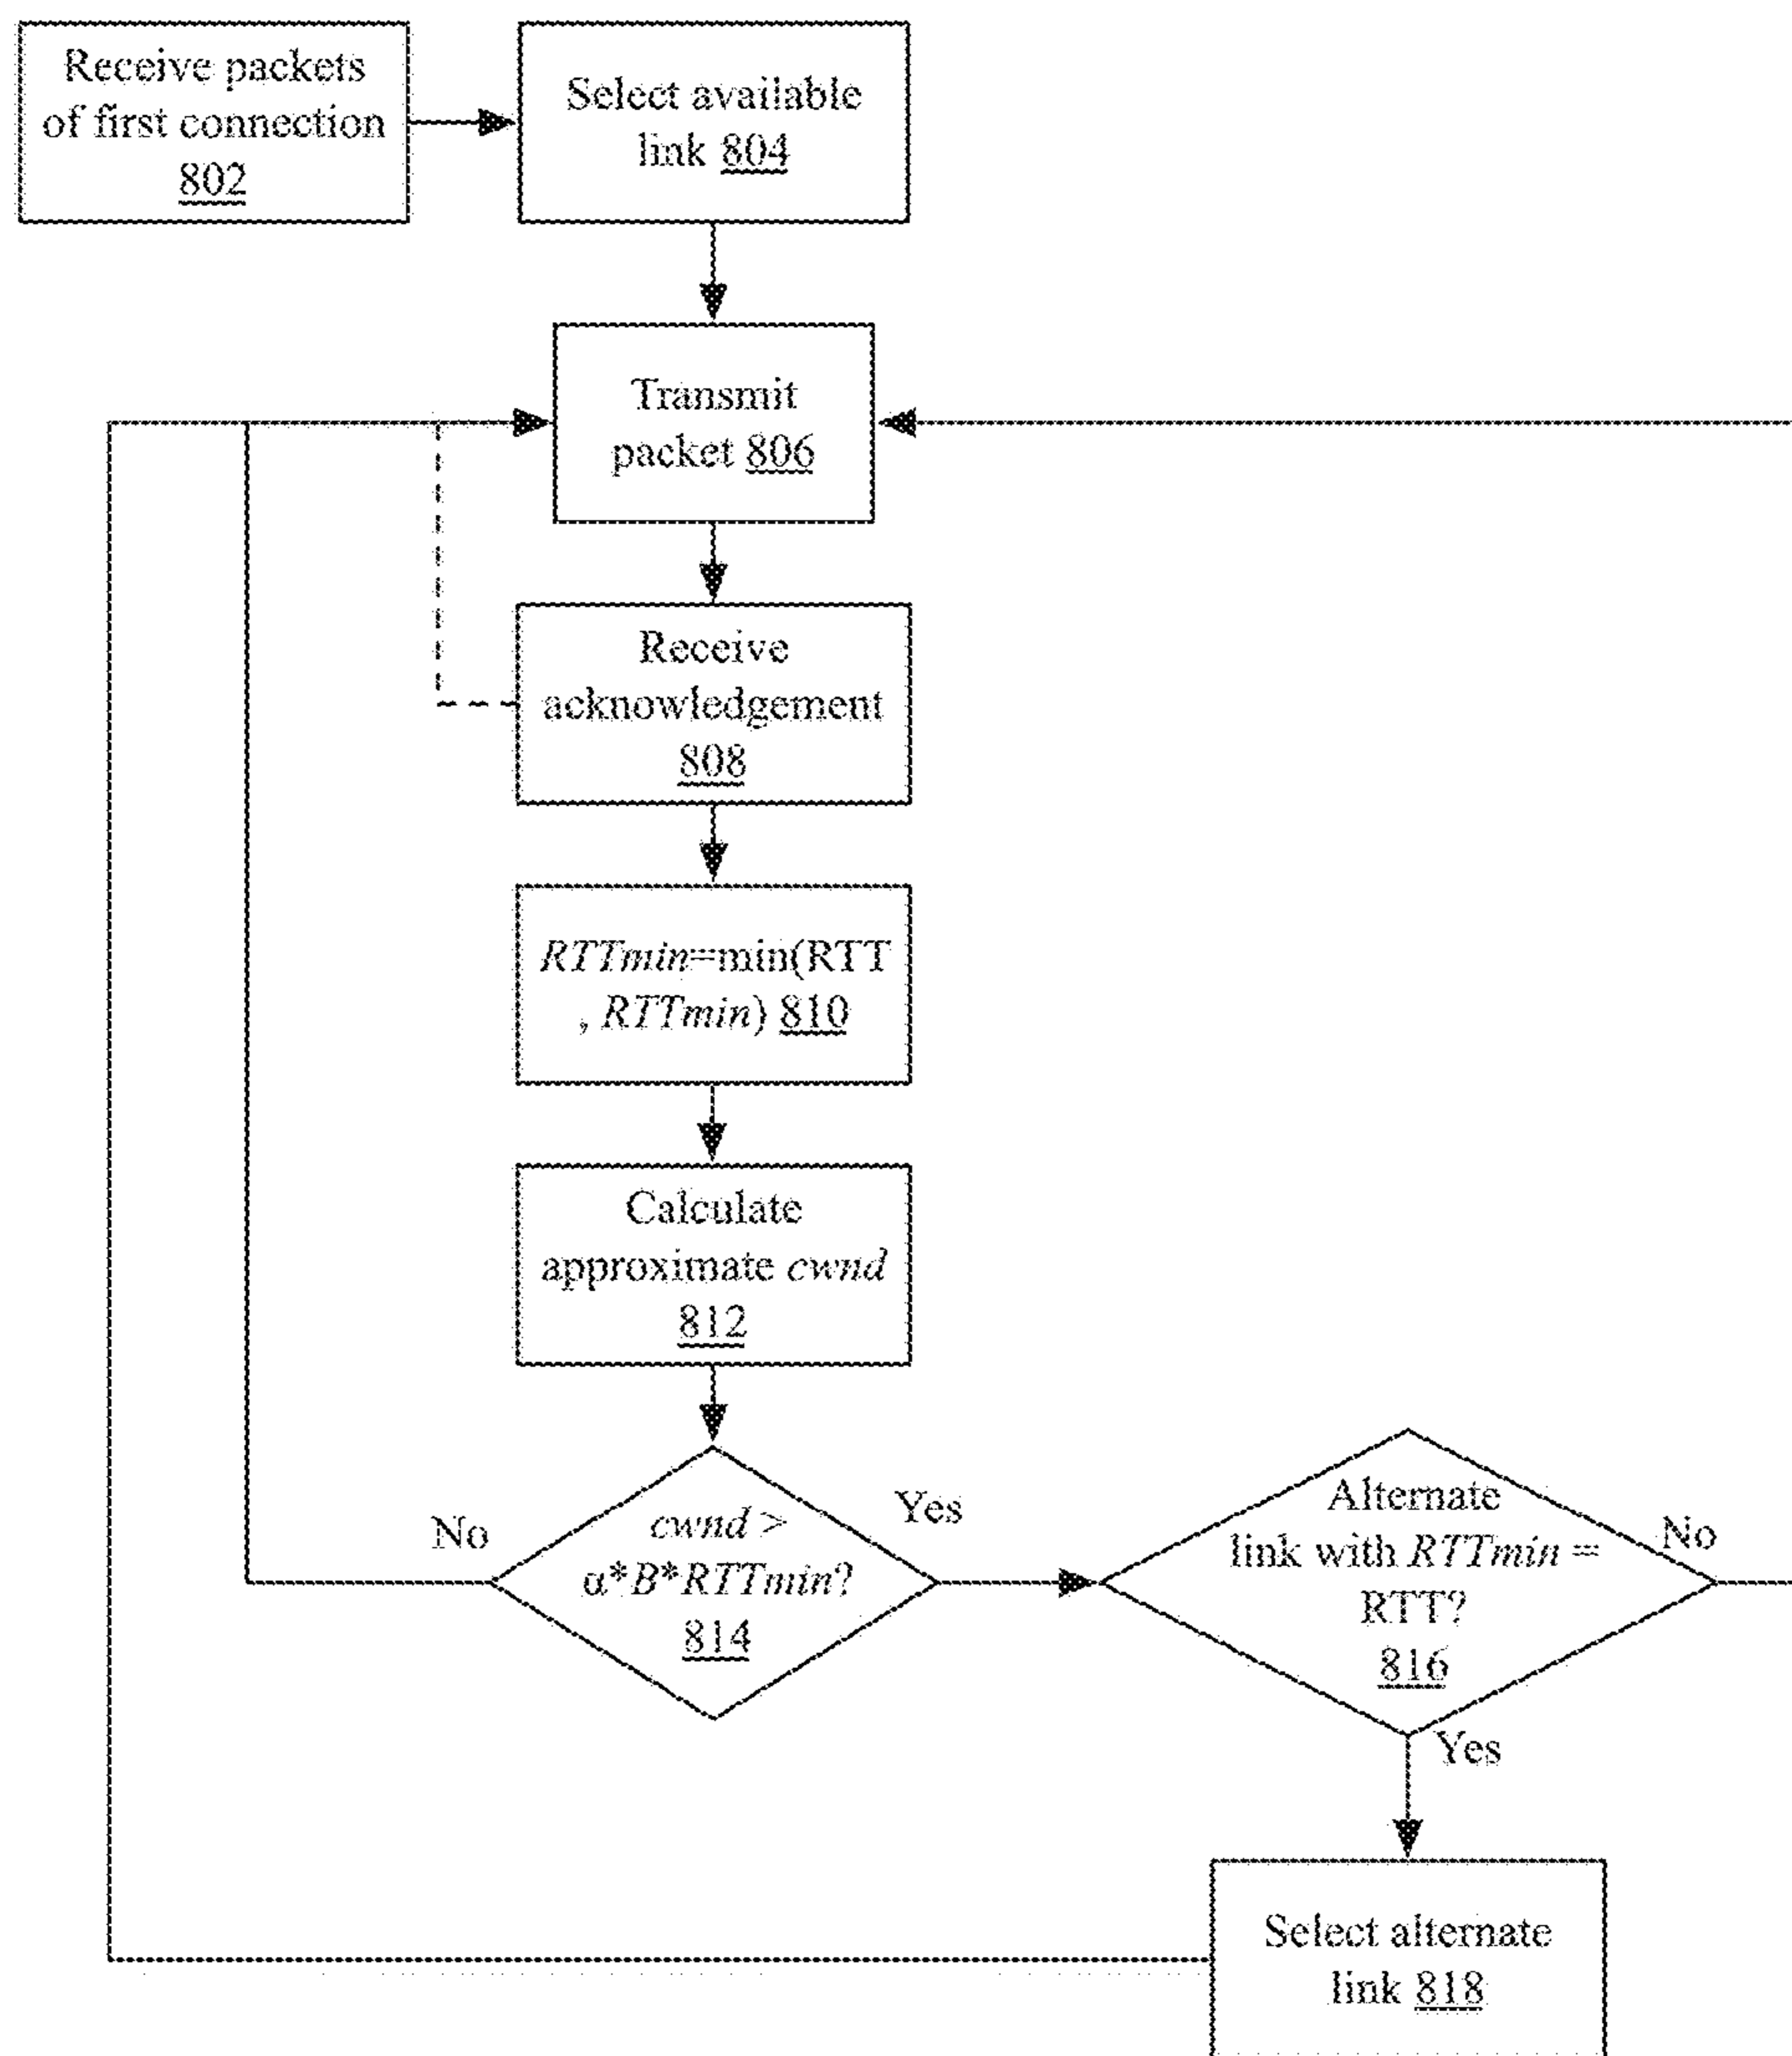 Receive packets
of first connection
802
Select available
link 804
Transmit
packet 806
Receive
acknowledgement
808
RTTmin=min(RTT
, RTTmin) 810
Calculate
approximate cwnd
812
cwnd >
α*B*RTTmin?
814
No
Yes
Alternate
link with RTTmin =
RTT?
816
No
Yes
Select alternate
link 818